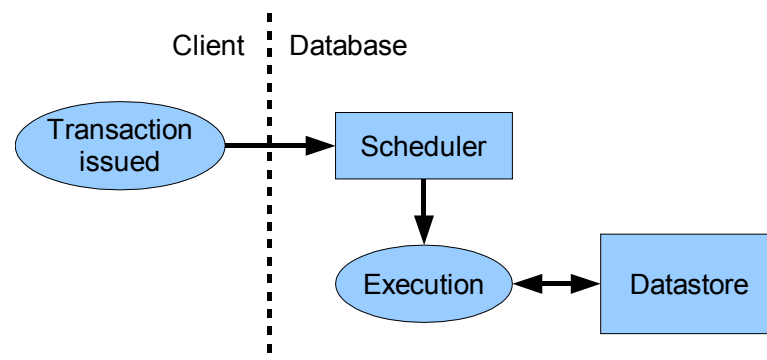 Client
Database
Transaction
issued
Scheduler
Execution
Datastore